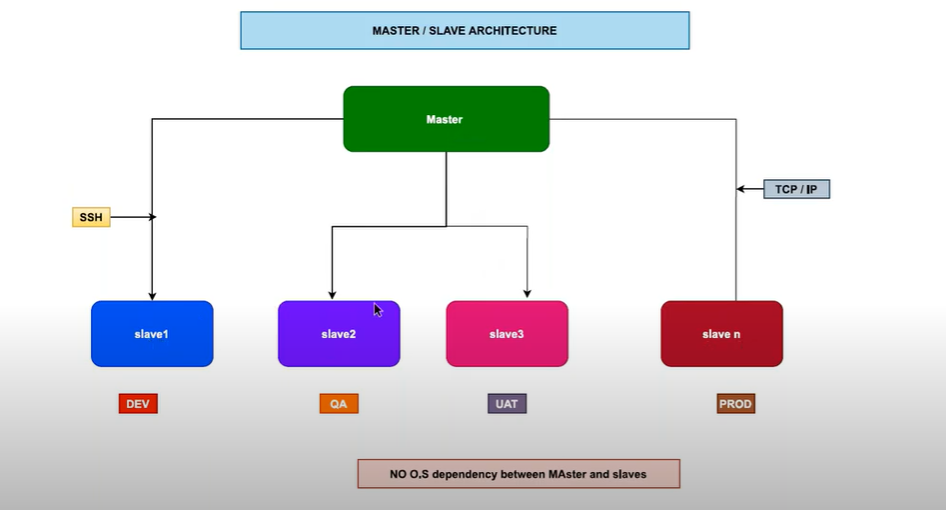 MASTER / SLAVE ARCHITECTURE
Master
TCP / IP
SSH
slave1
slave2
slave3
slave n
DEV
QA
UAT
PROD
NO O.S dependency between MAster and slaves